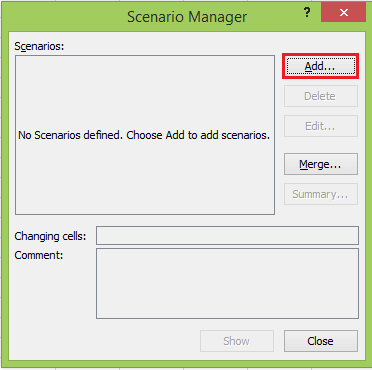 Scenario Manager
?
Scenarios:
No Scenarios defined. Choose Add to add scenarios.
Add...
Delete
Edit...
Merge...
Summary...
Changing cells:
Comment:
Show
Close